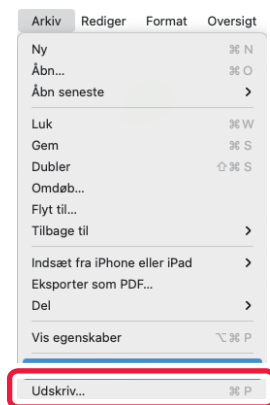 Arkiv Rediger Format Oversigt
Ny ⌘ N
Åbn... ⌘ O
Åbn seneste >
Luk ⌘ W
Gem ⌘ S
Dubler ⇧ ⌘ S
Omdøb...
Flyt til...
Tilbage til >
Indsæt fra iPhone eller iPad >
Eksporter som PDF...
Del >
Vis egenskaber ⌥ ⌘ P
Udskriv... ⌘ P